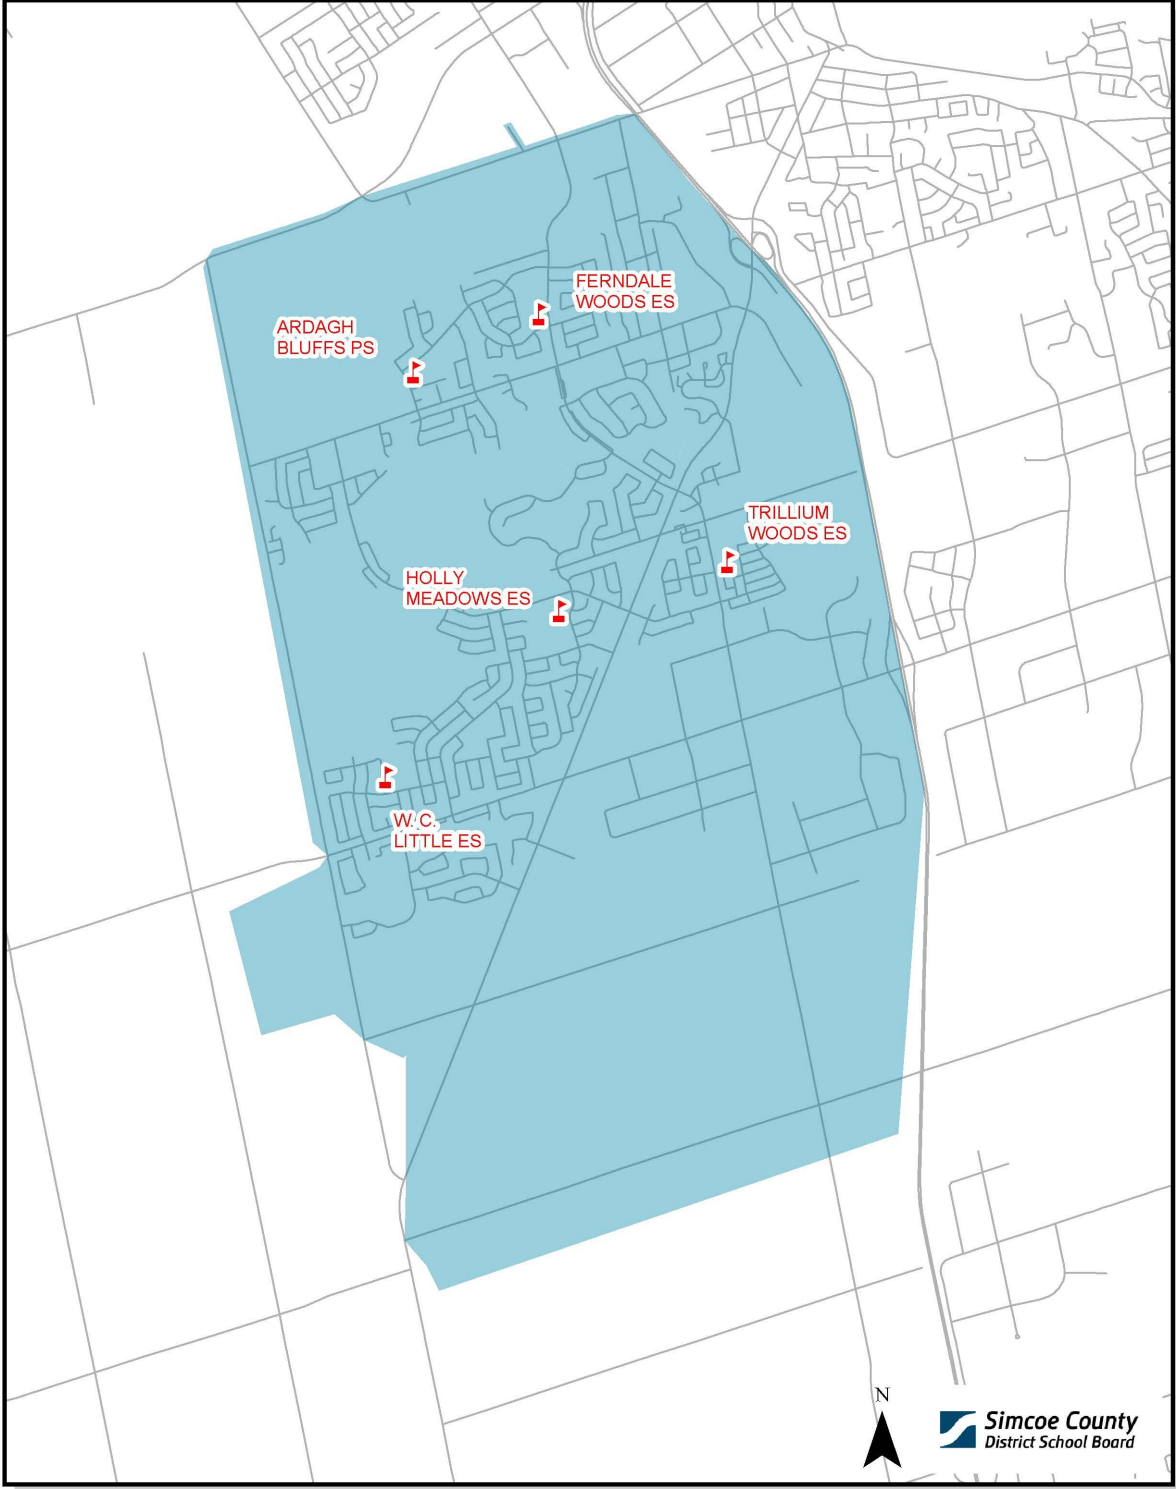 FERNDALE
WOODS ES
ARDAGH
BLUFFS PS
TRILLIUM
WOODS ES
HOLLY
MEADOWS ES
W. C.
LITTLE ES
N
Simcoe County
District School Board